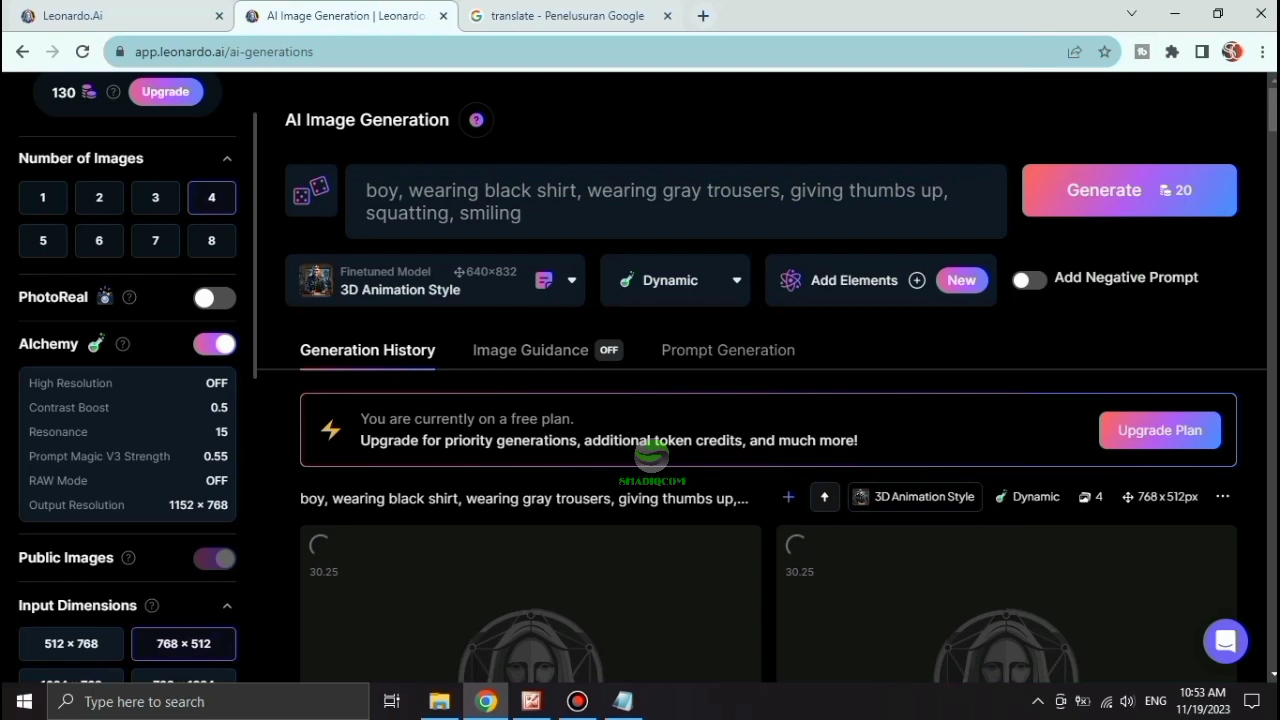 Leonardo.Ai
AI Image Generation | Leonardo
translate - Penelusuran Google
app.leonardo.ai/ai-generations
130
Upgrade
Number of Images
1 2 3 4
5 6 7 8
PhotoReal
Alchemy
High Resolution OFF
Contrast Boost 0.5
Resonance 15
Prompt Magic V3 Strength 0.55
RAW Mode OFF
Output Resolution 1152 × 768
Public Images
Input Dimensions
512 × 768 768 × 512
AI Image Generation
boy, wearing black shirt, wearing gray trousers, giving thumbs up,
squatting, smiling
Generate 20
Finetuned Model 640×832
3D Animation Style
Dynamic
Add Elements New
Add Negative Prompt
Generation History Image Guidance OFF Prompt Generation
You are currently on a free plan.
Upgrade for priority generations, additional token credits, and much more!
Upgrade Plan
SHADIQCOM
boy, wearing black shirt, wearing gray trousers, giving thumbs up,...
3D Animation Style Dynamic 4 768 x 512px
30.25 30.25
Type here to search
ENG
10:53 AM
11/19/2023